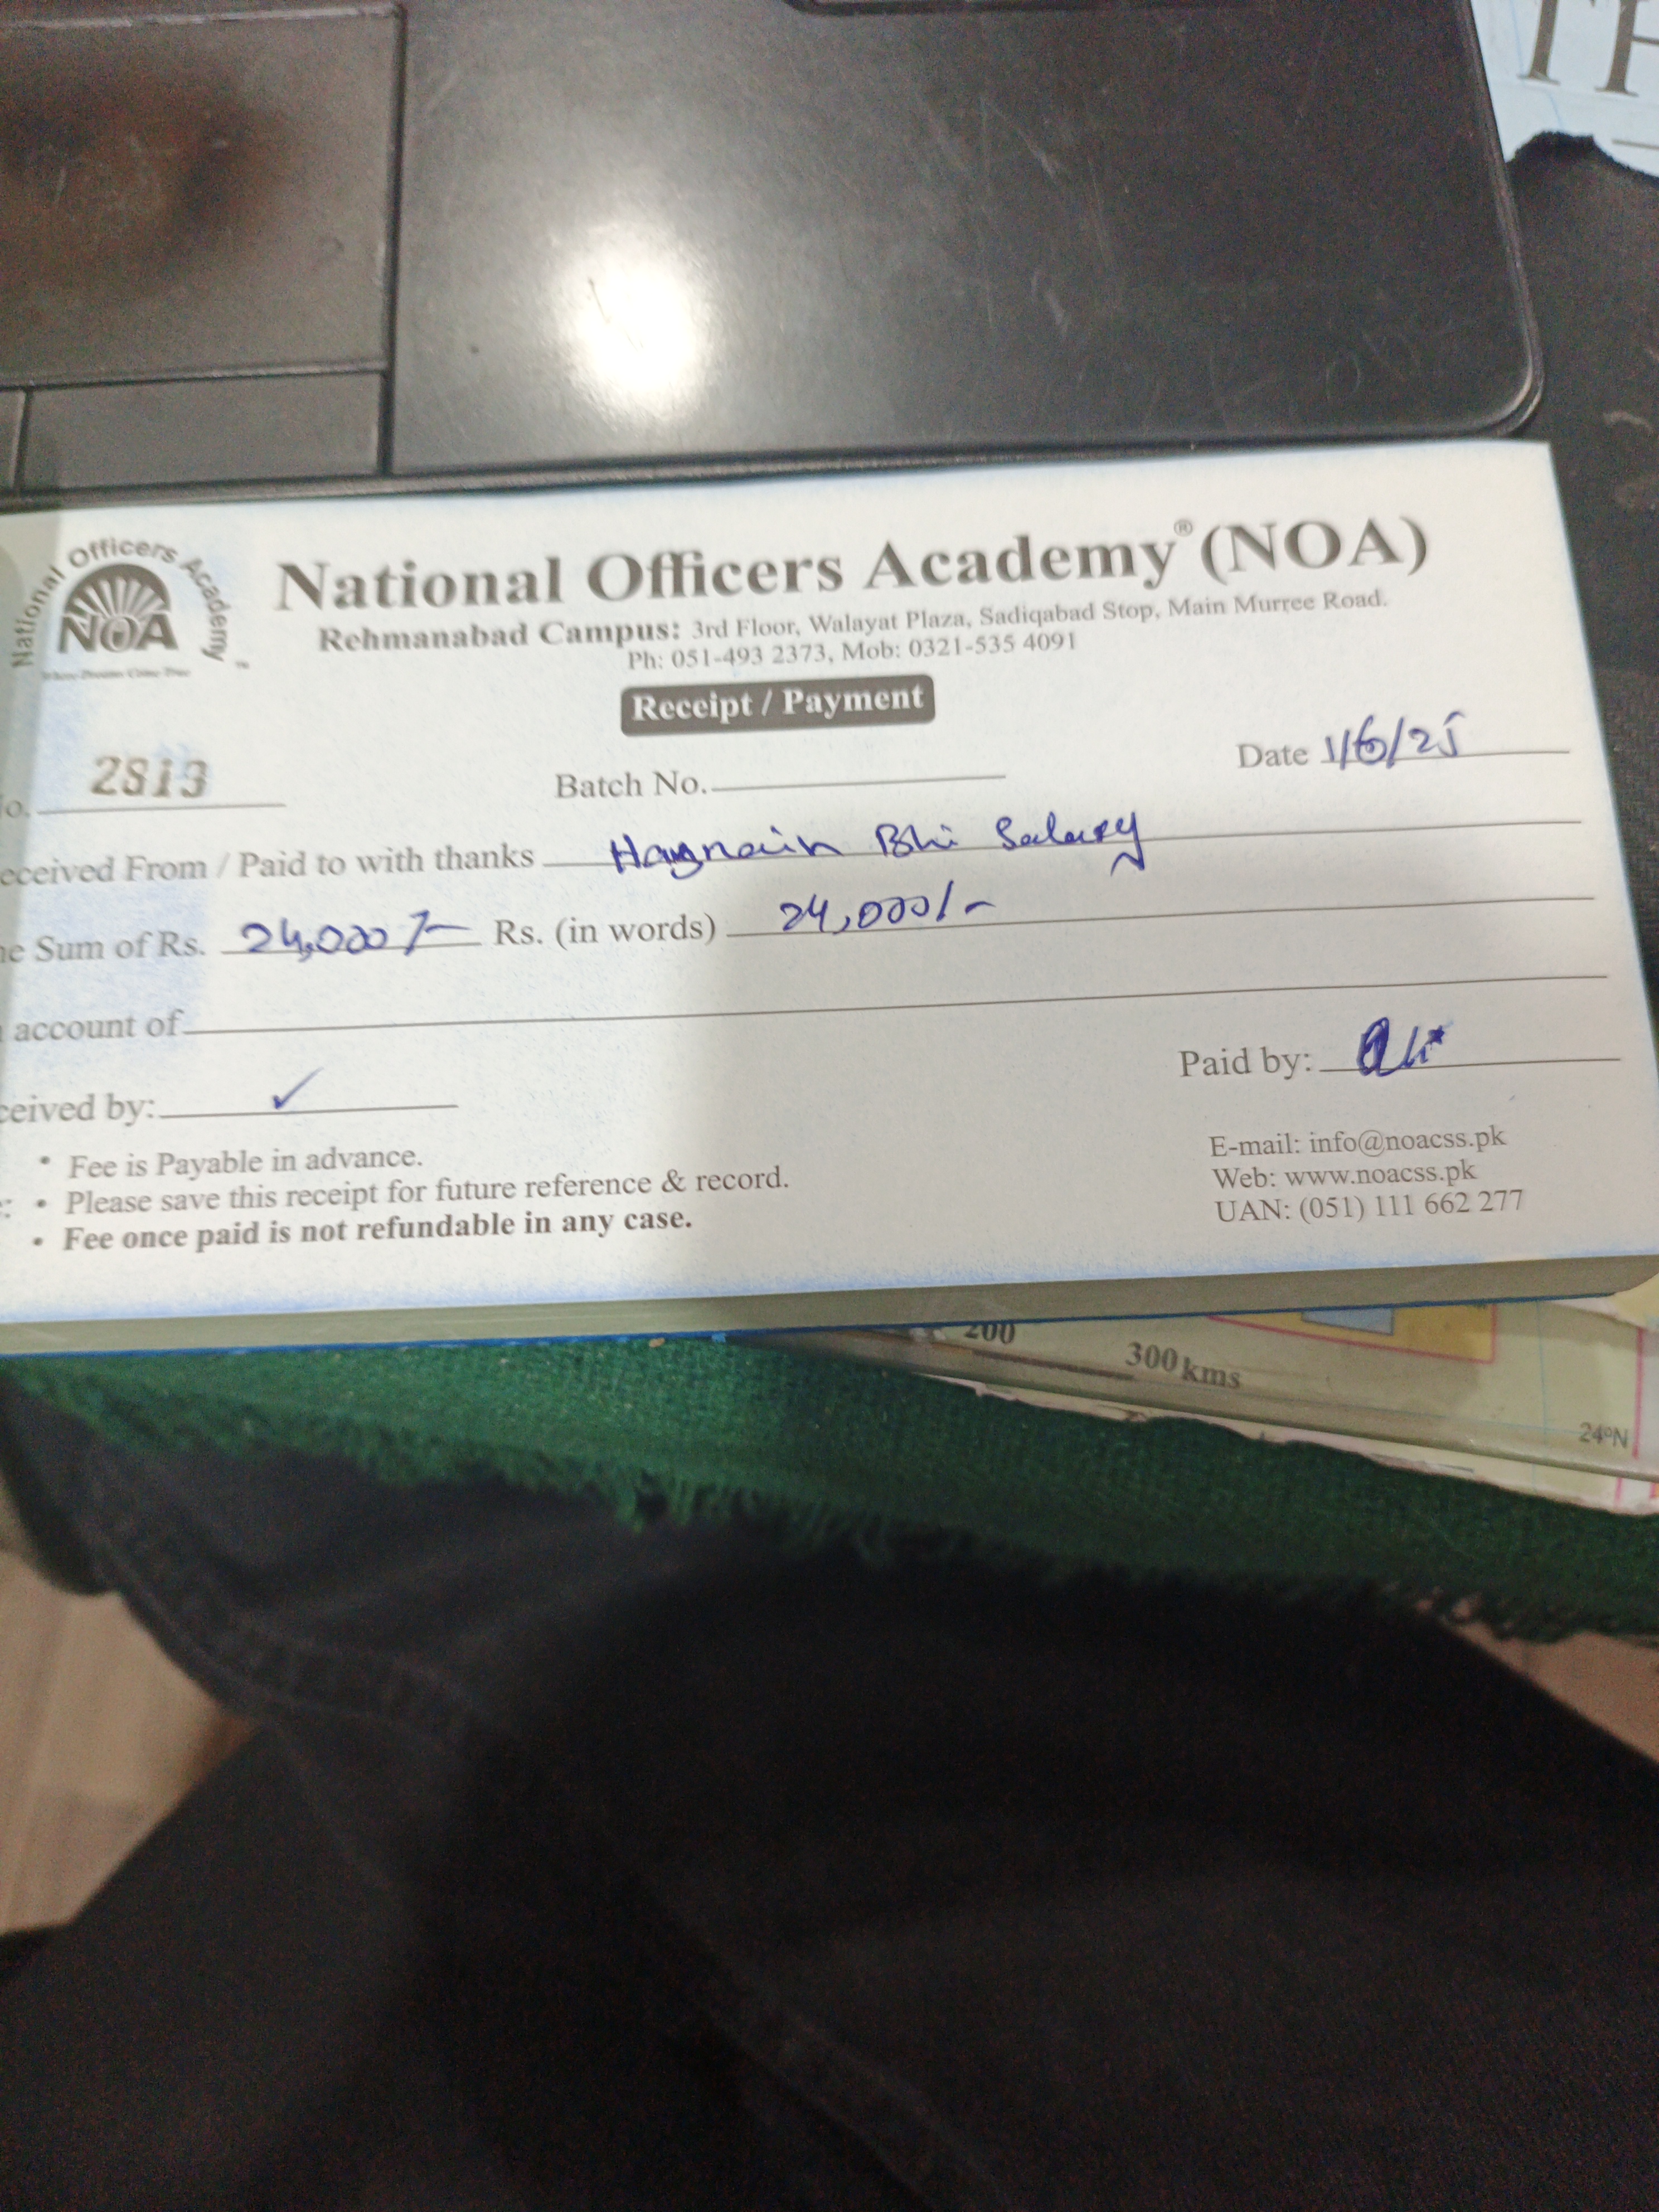 TH
National Officers Academy™
NOA
National Officers Academy® (NOA)
Rehmanabad Campus: 3rd Floor, Walayat Plaza, Sadiqabad Stop, Main Murree Road.
Ph: 051-493 2373, Mob: 0321-535 4091
Receipt / Payment
o. 2813 Batch No. Date 1/6/25
eceived From / Paid to with thanks Hasnain Bhi Salary
e Sum of Rs. 24,000/- Rs. (in words) 24,000/-
account of
ceived by: ✓ Paid by:
• Fee is Payable in advance.
: • Please save this receipt for future reference & record.
• Fee once paid is not refundable in any case.
E-mail: info@noacss.pk
Web: www.noacss.pk
UAN: (051) 111 662 277
200 300 kms
24°N